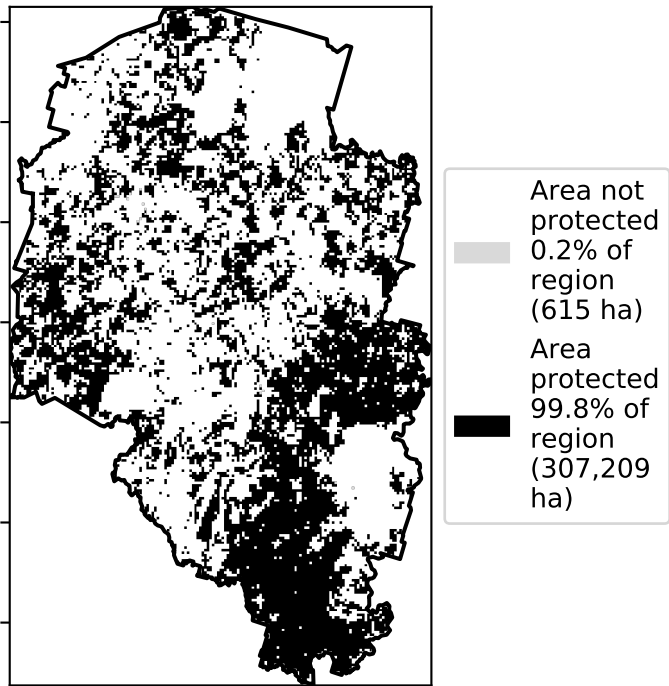 Area not
protected
0.2% of
region
(615 ha)
Area
protected
99.8% of
region
(307,209
ha)